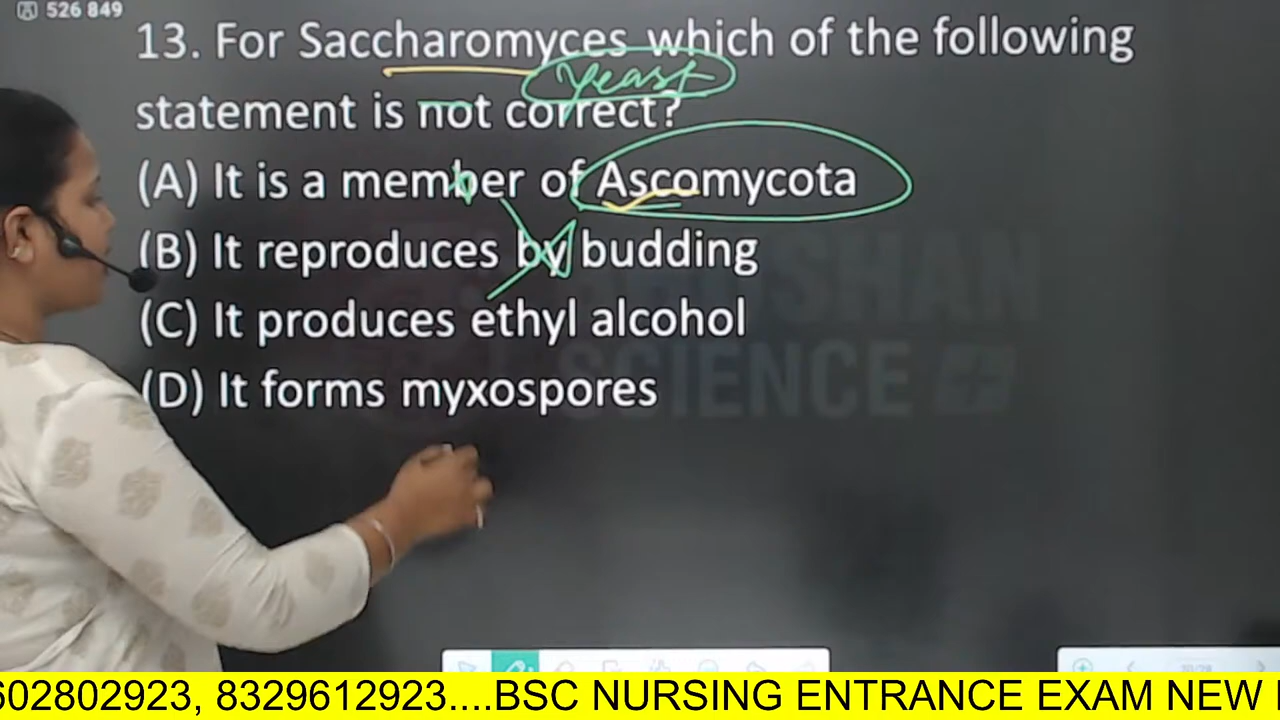 526 849
13. For Saccharomyces which of the following
yeast
statement is not correct?
(A) It is a member of Ascomycota
(B) It reproduces by budding
(C) It produces ethyl alcohol
(D) It forms myxospores
SCIENCE
602802923, 8329612923....BSC NURSING ENTRANCE EXAM NEW